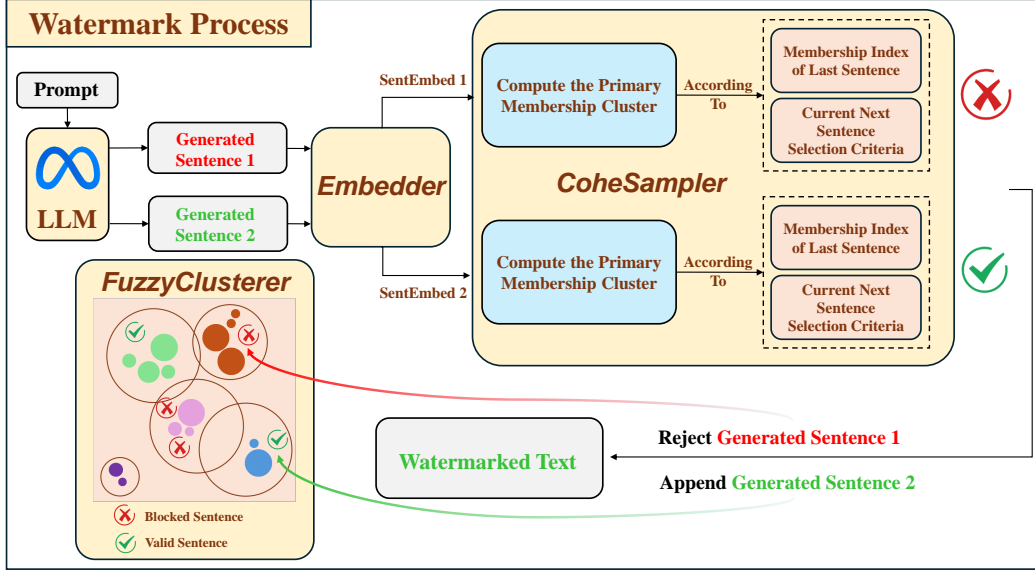 Watermark Process
Prompt
LLM
Generated
Sentence 1
Generated
Sentence 2
Embedder
SentEmbed 1
SentEmbed 2
Compute the Primary
Membership Cluster
According
To
Membership Index
of Last Sentence
Current Next
Sentence
Selection Criteria
CoheSampler
Compute the Primary
Membership Cluster
According
To
Membership Index
of Last Sentence
Current Next
Sentence
Selection Criteria
FuzzyClusterer
Blocked Sentence
Valid Sentence
Watermarked Text
Reject Generated Sentence 1
Append Generated Sentence 2